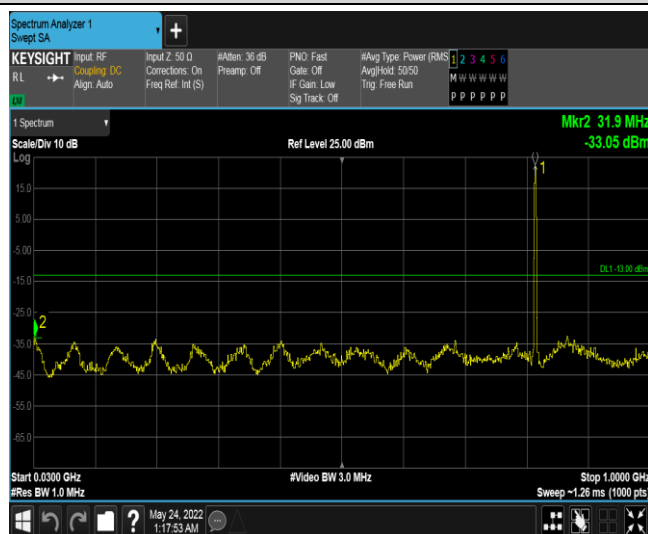 Spectrum Analyzer 1
Swept SA
+
KEYSIGHT Input: RF Input Z: 50 Ω #Atten: 36 dB PNO: Fast #Avg Type: Power (RMS 1 2 3 4 5 6
RL Coupling: DC Corrections: On Preamp: Off Gate: Off Avg|Hold: 50/50 M W W W W W
Align: Auto Freq Ref: Int (S) IF Gain: Low Trig: Free Run
Sig Track: Off P P P P P P
LXI
1 Spectrum Mkr2 31.9 MHz
Scale/Div 10 dB Ref Level 25.00 dBm -33.05 dBm
Log
1
15.0
5.00
-5.00
DL1 -13.00 dBm
-15.0
-25.0
2
-35.0
-45.0
-55.0
-65.0
Start 0.0300 GHz #Video BW 3.0 MHz Stop 1.0000 GHz
#Res BW 1.0 MHz Sweep ~1.26 ms (1000 pts)
? May 24, 2022
1:17:53 AM